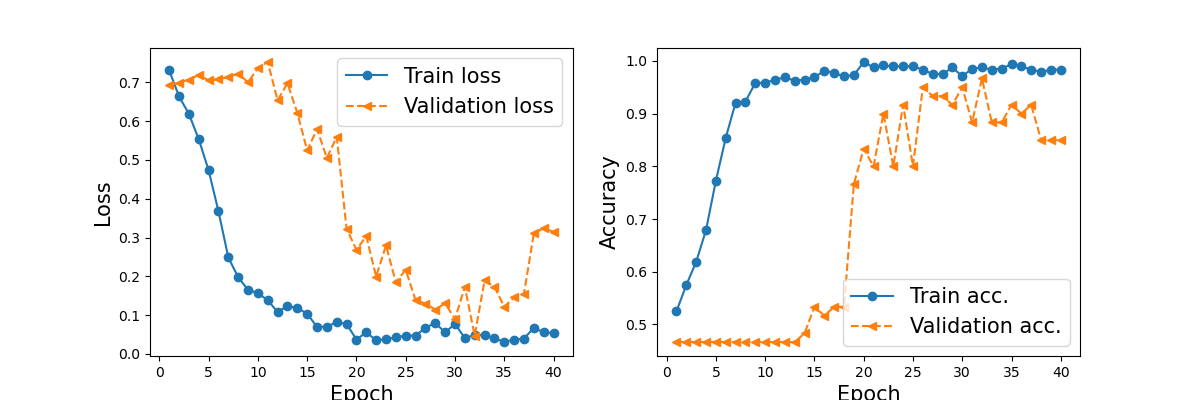 Train loss
Validation loss
Loss
0.7
0.6
0.5
0.4
0.3
0.2
0.1
0.0
0 5 10 15 20 25 30 35 40
Epoch
Train acc.
Validation acc.
Accuracy
1.0
0.9
0.8
0.7
0.6
0.5
0 5 10 15 20 25 30 35 40
Epoch